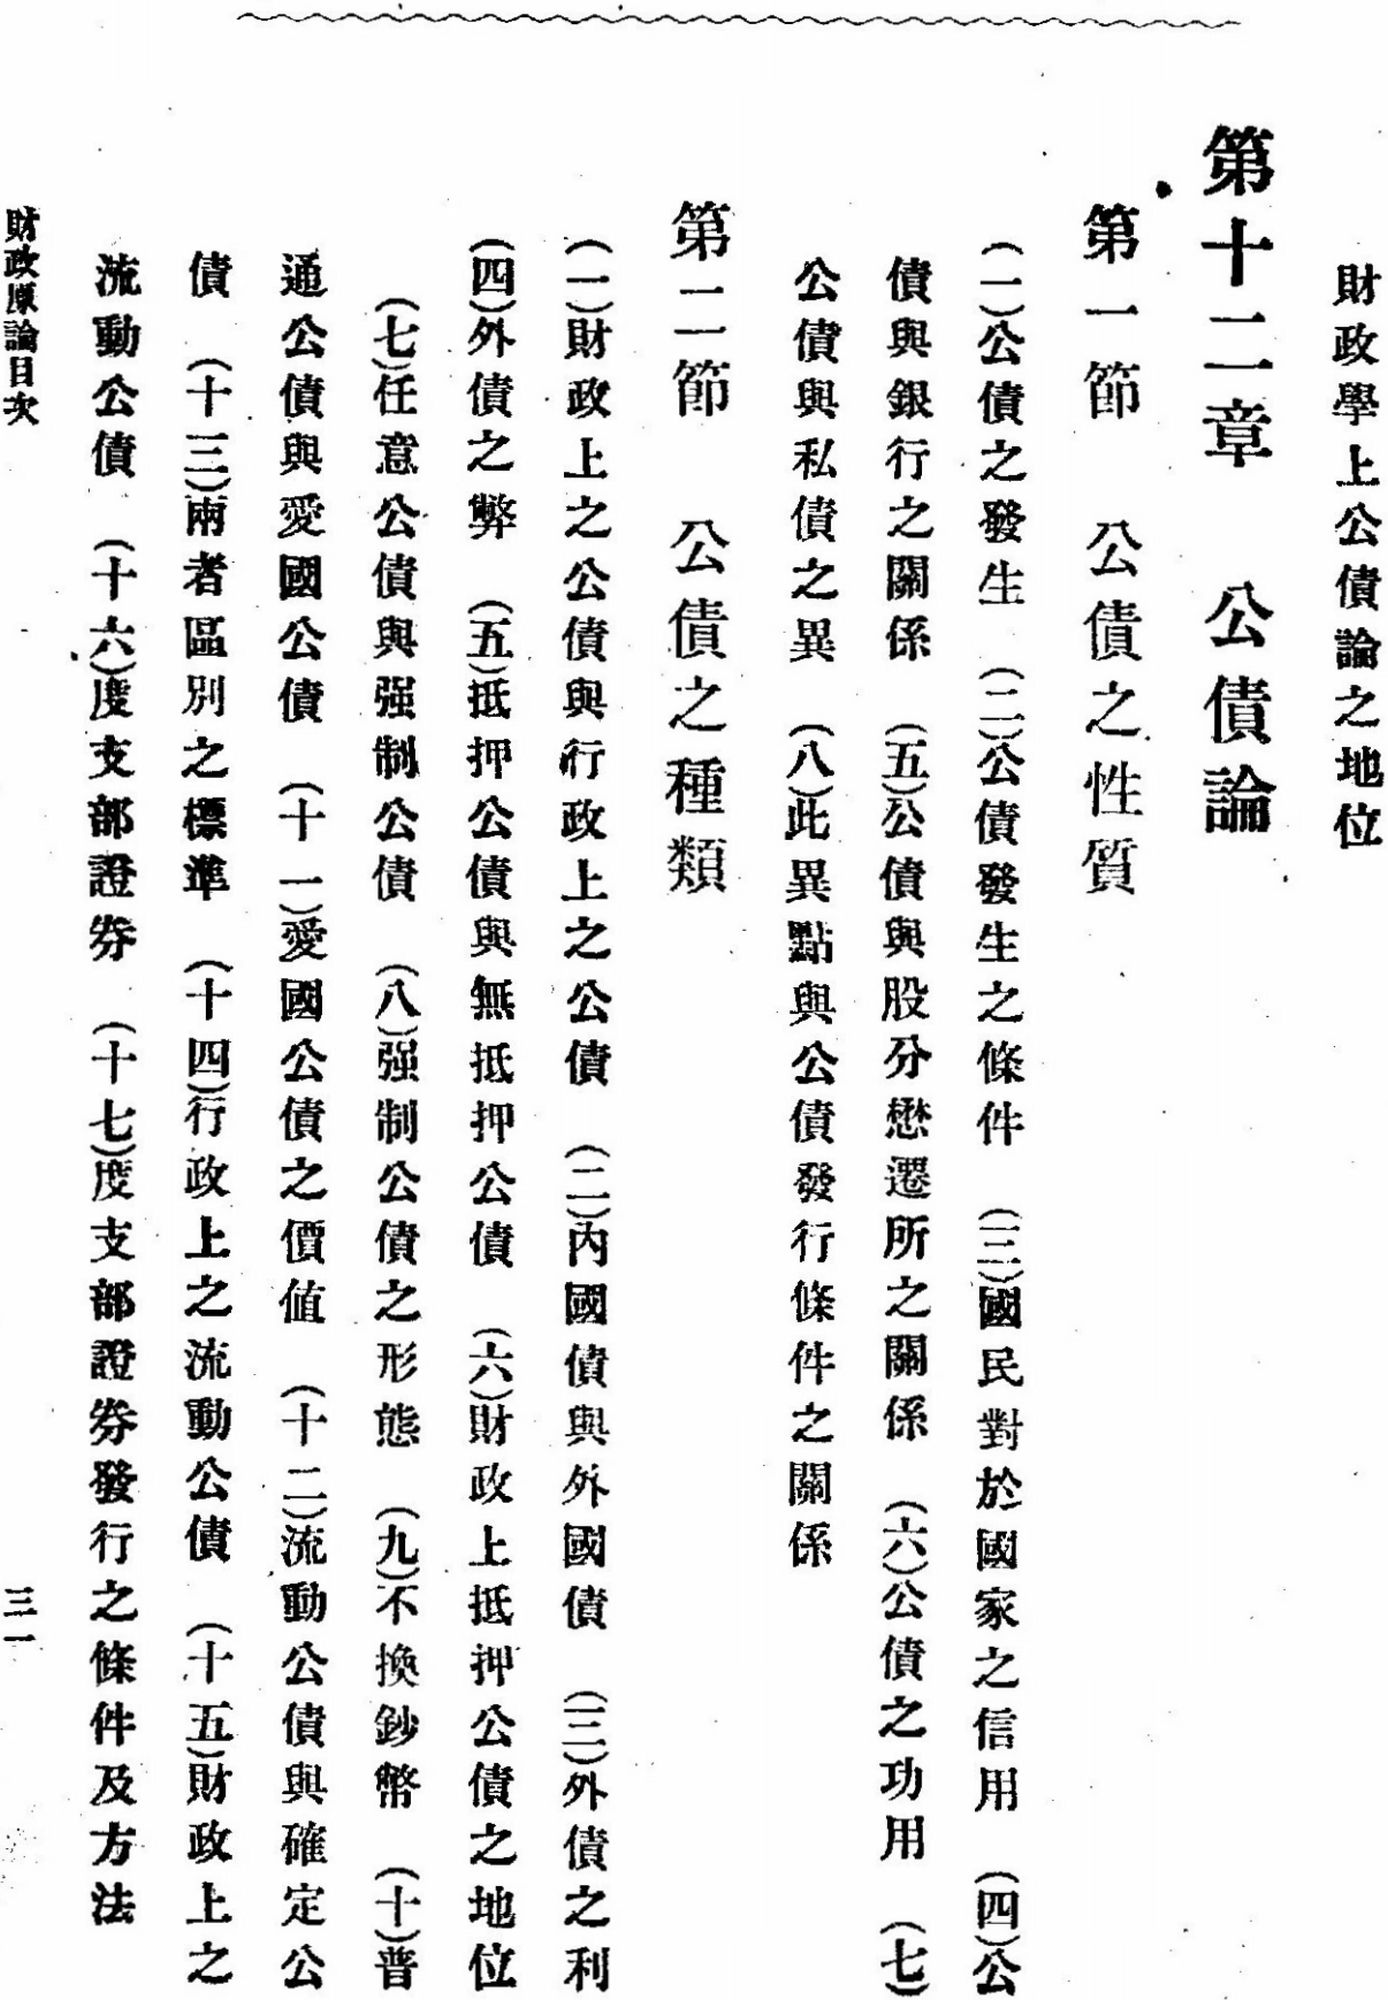 財政學上公債論之地位
第十二章 公債論
第一節 公債之性質
(一)公債之發生 (二)公債發生之條件 (三)國民對於國家之信用 (四)公
債與銀行之關係 (五)公債與股分懋遷所之關係 (六)公債之功用 (七)
公債與私債之異 (八)此異點與公債發行條件之關係
第二節 公債之種類
(一)財政上之公債與行政上之公債 (二)內國債與外國債 (三)外債之利
(四)外債之弊 (五)抵押公債與無抵押公債 (六)財政上抵押公債之地位
(七)任意公債與强制公債 (八)强制公債之形態 (九)不換鈔幣 (十)普
通公債與愛國公債 (十一)愛國公債之價値 (十二)流動公債與確定公
債 (十三)兩者區別之標準 (十四)行政上之流動公債 (十五)財政上之
流動公債 (十六)度支部證券 (十七)度支部證券發行之條件及方法
財政原論目次
三一